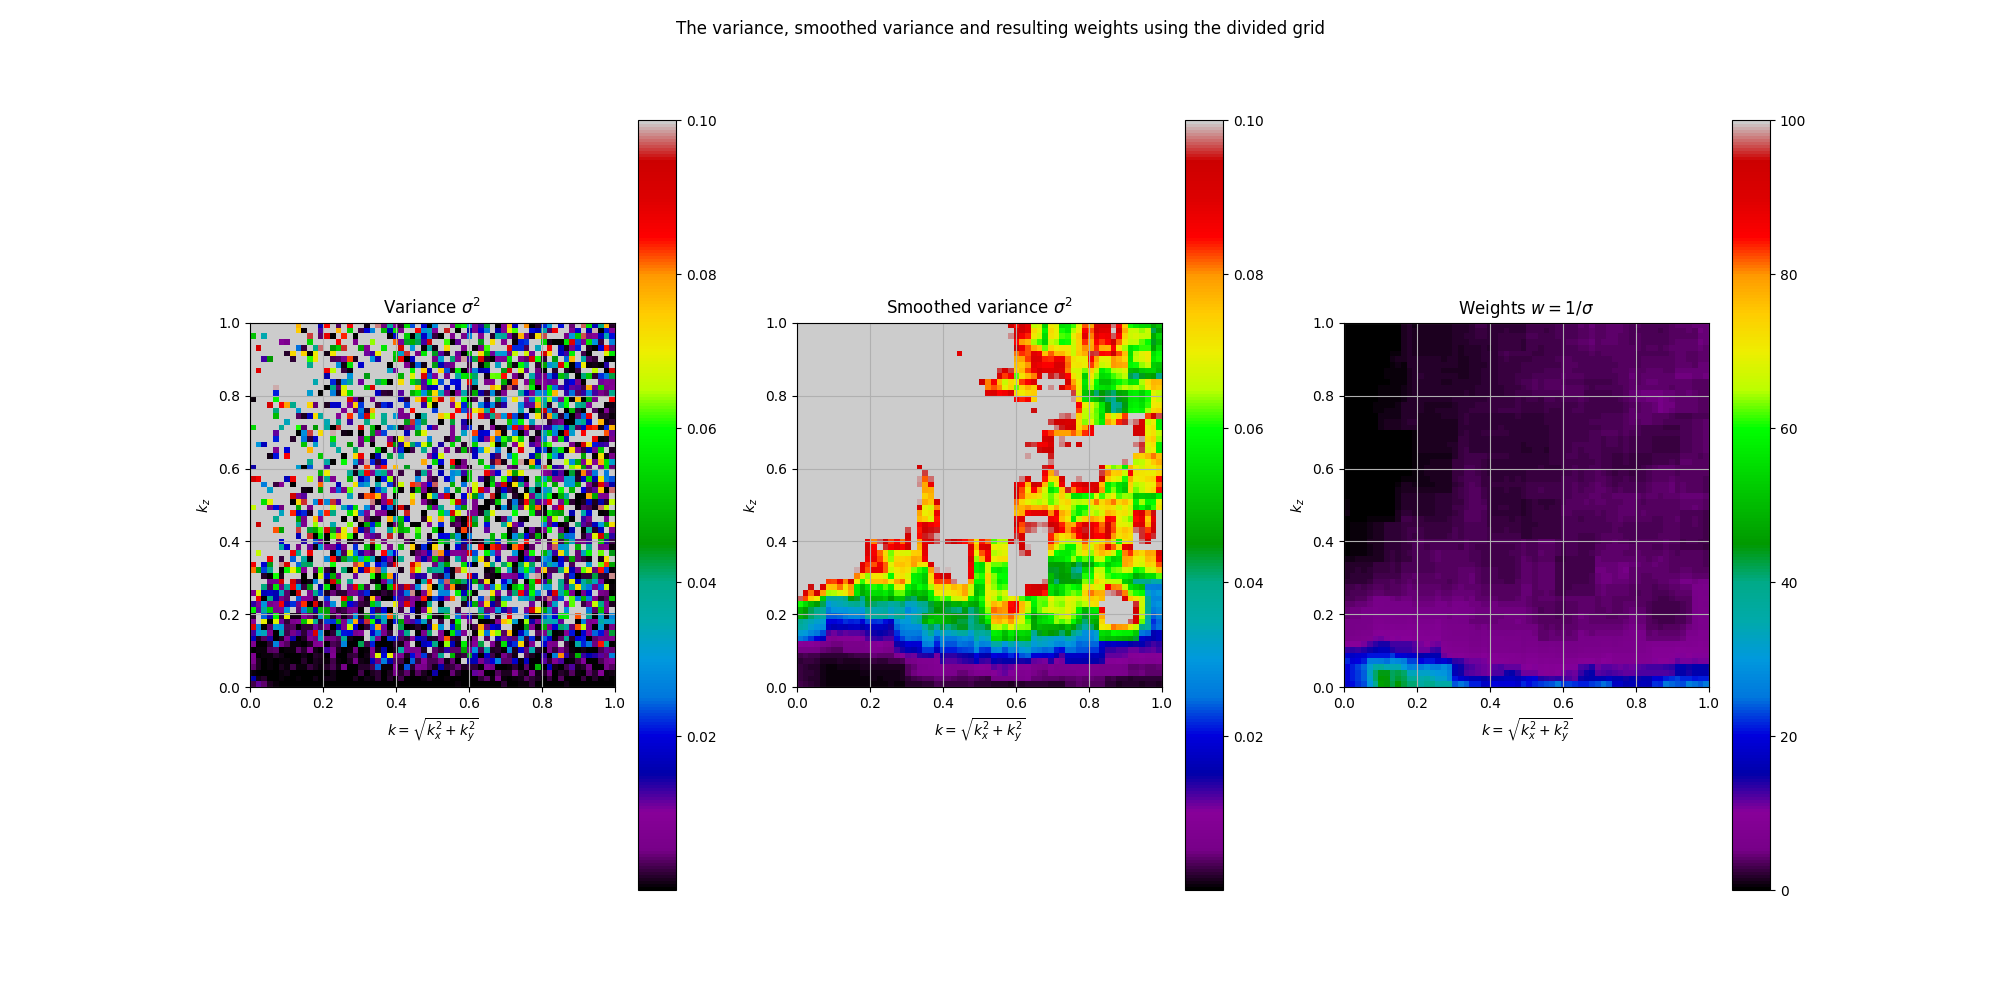 The variance, smoothed variance and resulting weights using the divided grid
Variance σ²
1.0
0.8
0.6
0.4
0.2
0.0
k_z
0.0 0.2 0.4 0.6 0.8 1.0
k = √(k_x² + k_y²)
0.10
0.08
0.06
0.04
0.02
Smoothed variance σ²
1.0
0.8
0.6
0.4
0.2
0.0
k_z
0.0 0.2 0.4 0.6 0.8 1.0
k = √(k_x² + k_y²)
0.10
0.08
0.06
0.04
0.02
Weights w = 1/σ
1.0
0.8
0.6
0.4
0.2
0.0
k_z
0.0 0.2 0.4 0.6 0.8 1.0
k = √(k_x² + k_y²)
100
80
60
40
20
0